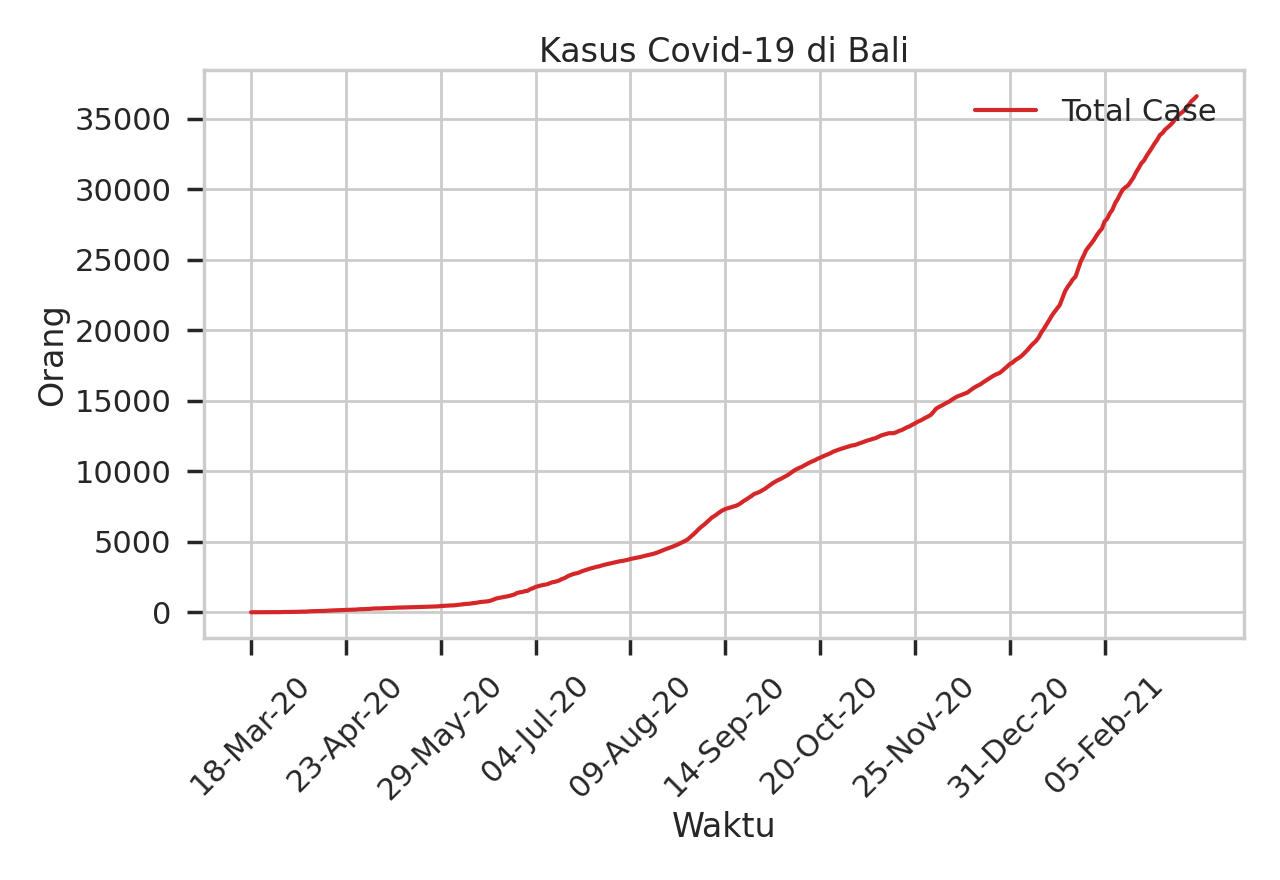 Kasus Covid-19 di Bali
Total Case
35000
30000
25000
20000
15000
10000
5000
0
Orang
18-Mar-20
23-Apr-20
29-May-20
04-Jul-20
09-Aug-20
14-Sep-20
20-Oct-20
25-Nov-20
31-Dec-20
05-Feb-21
Waktu